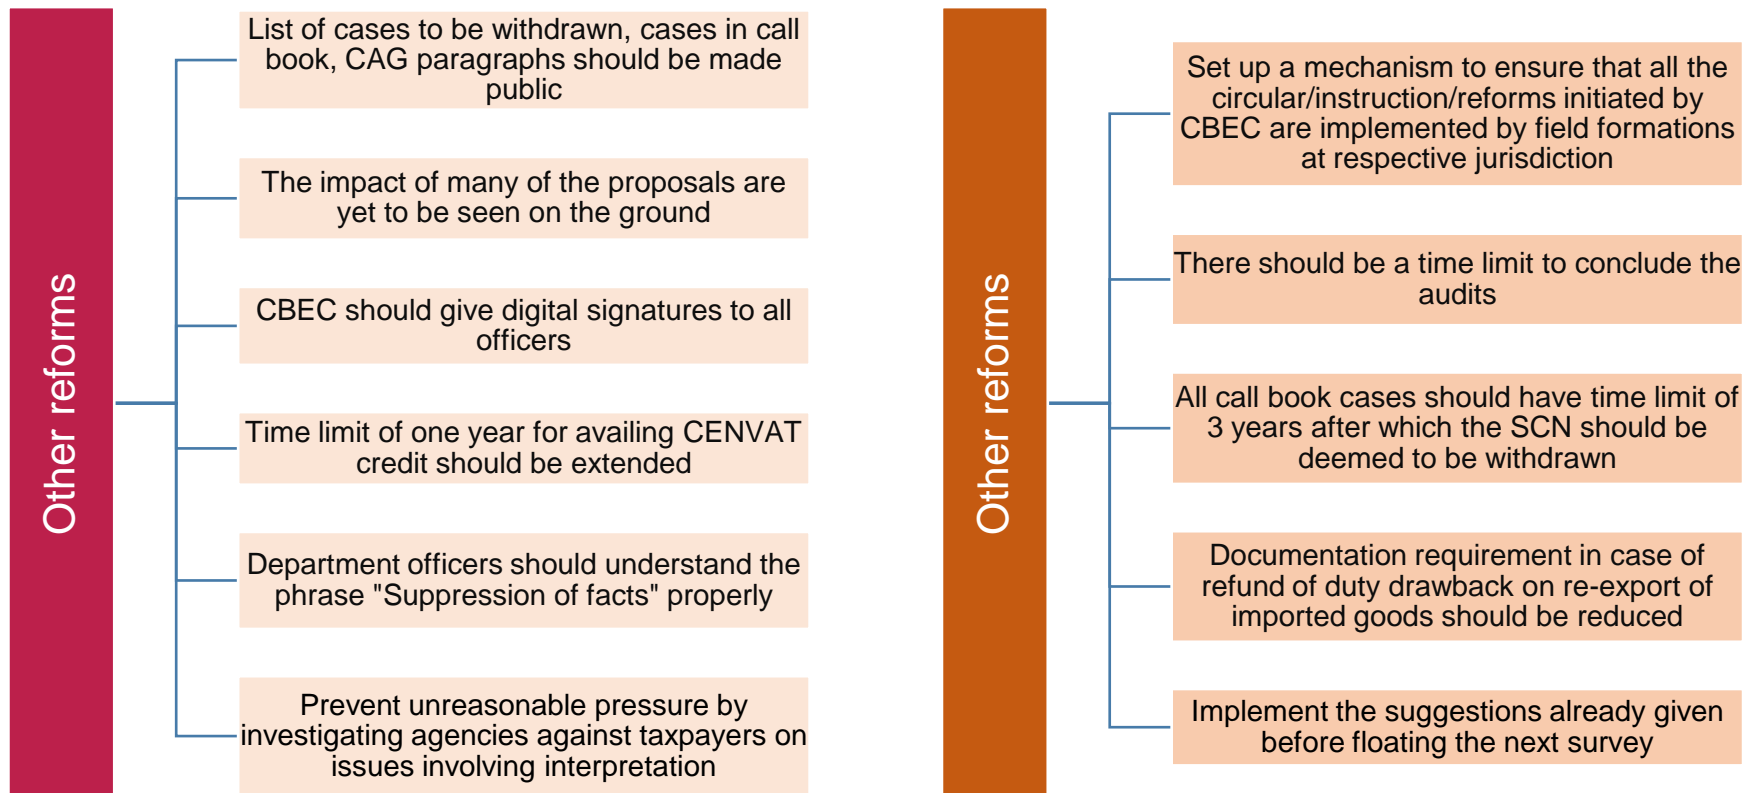 Other reforms
List of cases to be withdrawn, cases in call
book, CAG paragraphs should be made
public
The impact of many of the proposals are
yet to be seen on the ground
CBEC should give digital signatures to all
officers
Time limit of one year for availing CENVAT
credit should be extended
Department officers should understand the
phrase "Suppression of facts" properly
Prevent unreasonable pressure by
investigating agencies against taxpayers on
issues involving interpretation
Other reforms
Set up a mechanism to ensure that all the
circular/instruction/reforms initiated by
CBEC are implemented by field formations
at respective jurisdiction
There should be a time limit to conclude the
audits
All call book cases should have time limit of
3 years after which the SCN should be
deemed to be withdrawn
Documentation requirement in case of
refund of duty drawback on re-export of
imported goods should be reduced
Implement the suggestions already given
before floating the next survey